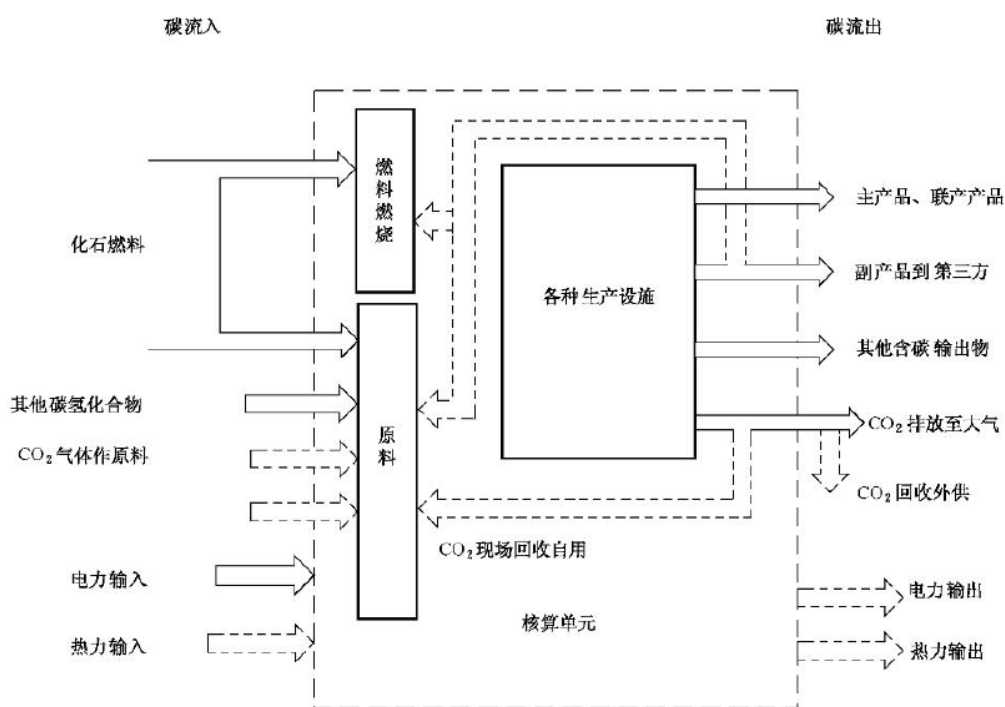 碳流入
碳流出
燃料燃烧
化石燃料
各种生产设施
主产品、联产产品
副产品到第三方
其他含碳输出物
其他碳氢化合物
CO₂气体作原料
原料
CO₂排放至大气
CO₂回收外供
CO₂现场回收自用
电力输入
热力输入
核算单元
电力输出
热力输出